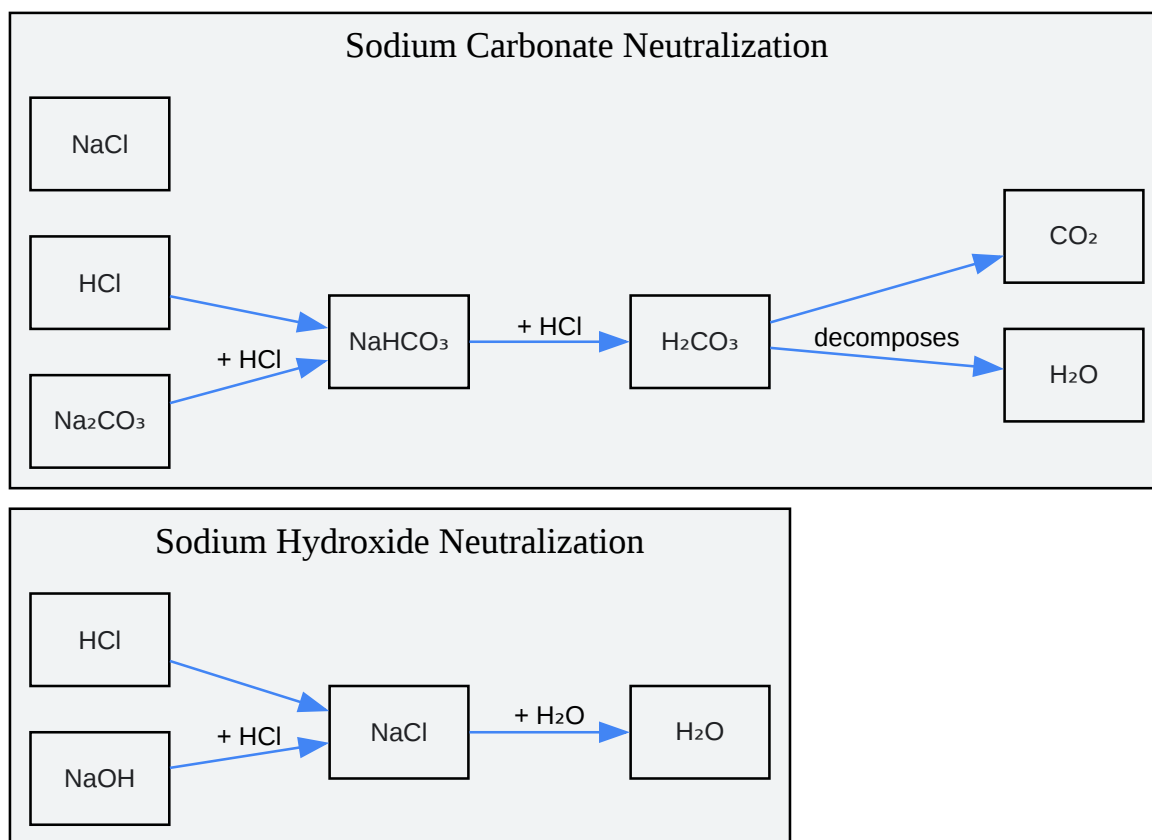 Sodium Carbonate Neutralization
NaCl
HCl
+ HCl
Na₂CO₃
NaHCO₃
+ HCl
H₂CO₃
decomposes
CO₂
H₂O
Sodium Hydroxide Neutralization
HCl
+ HCl
NaOH
NaCl
+ H₂O
H₂O